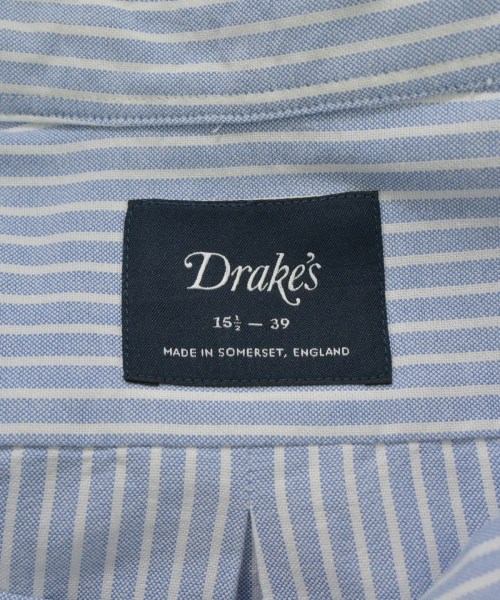 Drake's
15½ — 39
MADE IN SOMERSET, ENGLAND